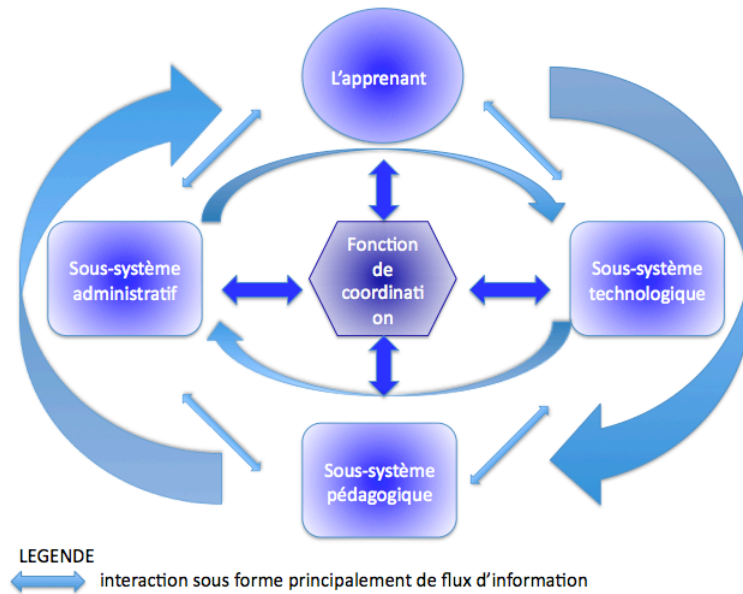 L’apprenant
Sous-système
administratif
Fonction
de
coordinati
on
Sous-système
technologique
Sous-système
pédagogique
LEGENDE
interaction sous forme principalement de flux d’information